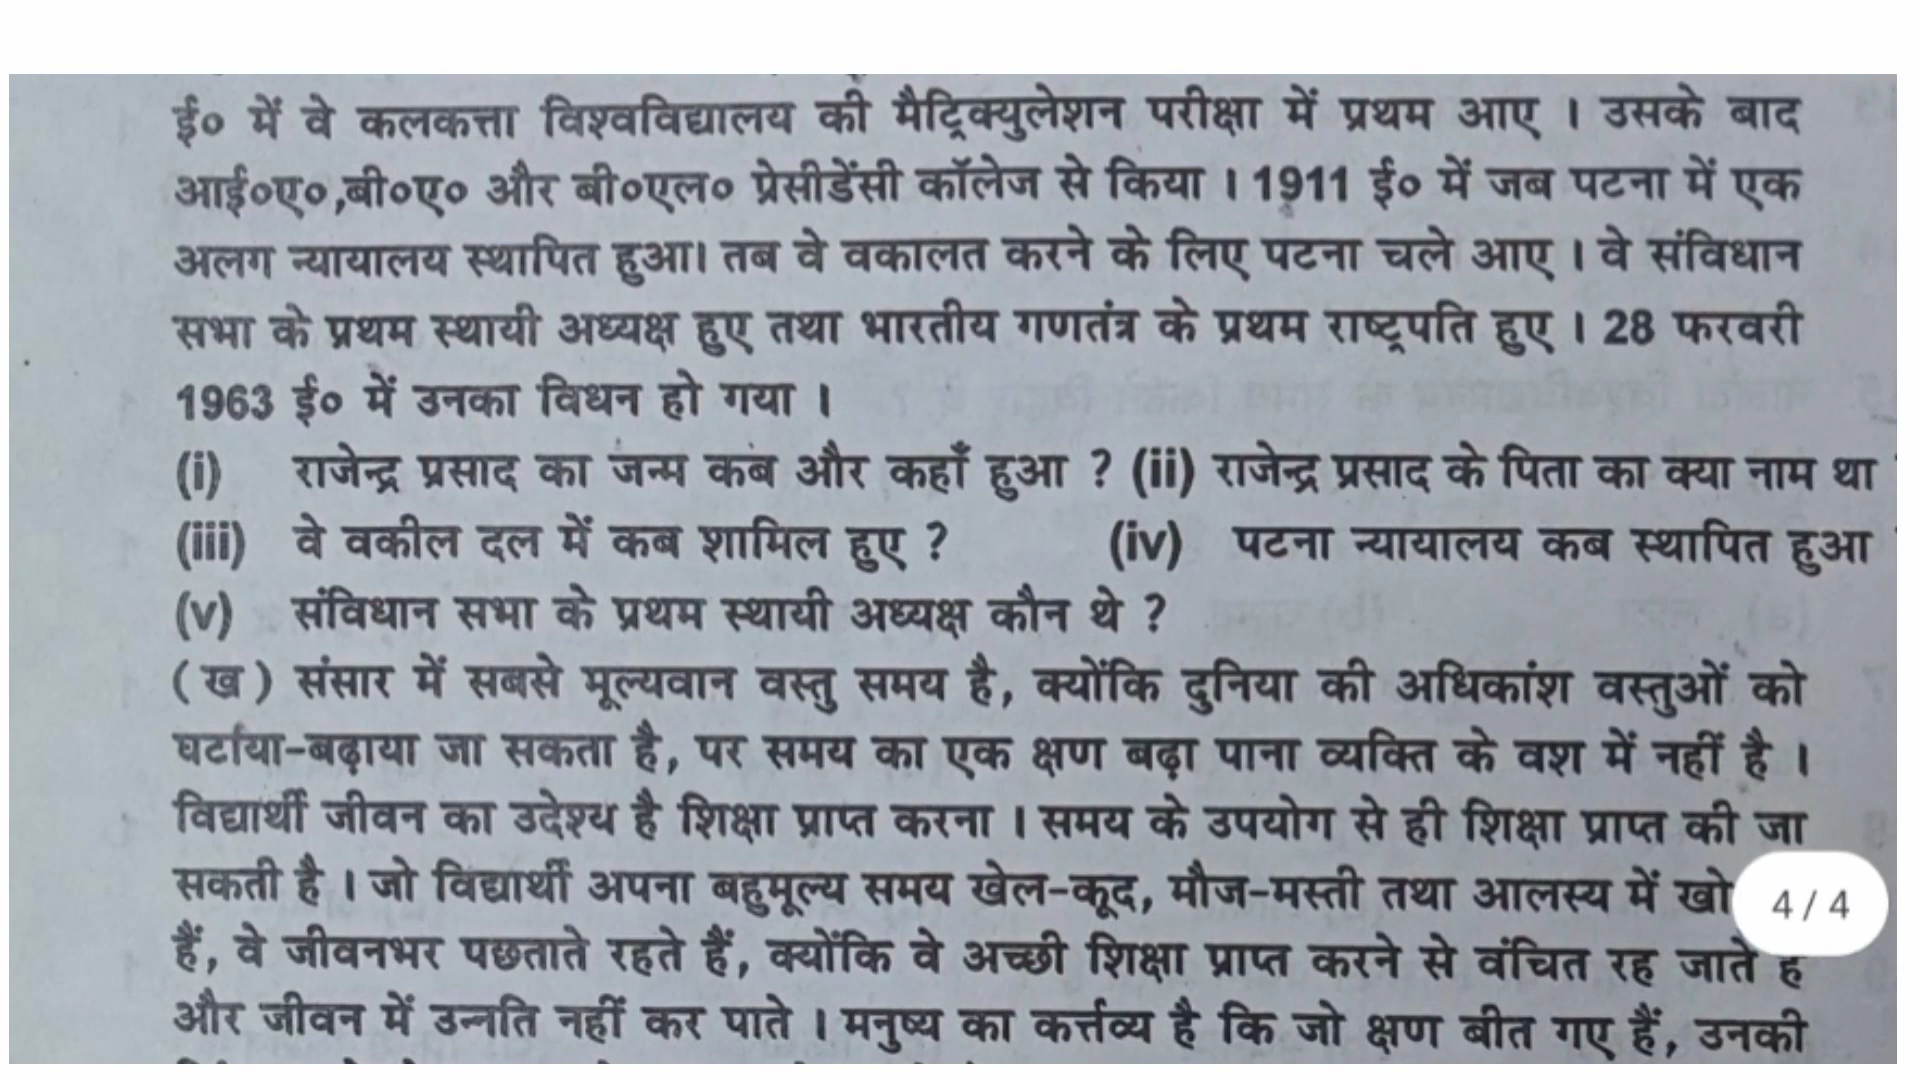 ई० में वे कलकत्ता विश्वविद्यालय की मैट्रिक्युलेशन परीक्षा में प्रथम आए । उसके बाद
आई०ए०,बी०ए० और बी०एल० प्रेसीडेंसी कॉलेज से किया । 1911 ई० में जब पटना में एक
अलग न्यायालय स्थापित हुआ। तब वे वकालत करने के लिए पटना चले आए । वे संविधान
सभा के प्रथम स्थायी अध्यक्ष हुए तथा भारतीय गणतंत्र के प्रथम राष्ट्रपति हुए । 28 फरवरी
1963 ई० में उनका विधन हो गया ।
(i) राजेन्द्र प्रसाद का जन्म कब और कहाँ हुआ ? (ii) राजेन्द्र प्रसाद के पिता का क्या नाम था
(iii) वे वकील दल में कब शामिल हुए ? (iv) पटना न्यायालय कब स्थापित हुआ
(v) संविधान सभा के प्रथम स्थायी अध्यक्ष कौन थे ?
( ख ) संसार में सबसे मूल्यवान वस्तु समय है, क्योंकि दुनिया की अधिकांश वस्तुओं को
घटाया-बढ़ाया जा सकता है, पर समय का एक क्षण बढ़ा पाना व्यक्ति के वश में नहीं है ।
विद्यार्थी जीवन का उदेश्य है शिक्षा प्राप्त करना । समय के उपयोग से ही शिक्षा प्राप्त की जा
सकती है । जो विद्यार्थी अपना बहुमूल्य समय खेल-कूद, मौज-मस्ती तथा आलस्य में खो
4 / 4
हैं, वे जीवनभर पछताते रहते हैं, क्योंकि वे अच्छी शिक्षा प्राप्त करने से वंचित रह जाते
और जीवन में उन्नति नहीं कर पाते । मनुष्य का कर्त्तव्य है कि जो क्षण बीत गए हैं, उनकी